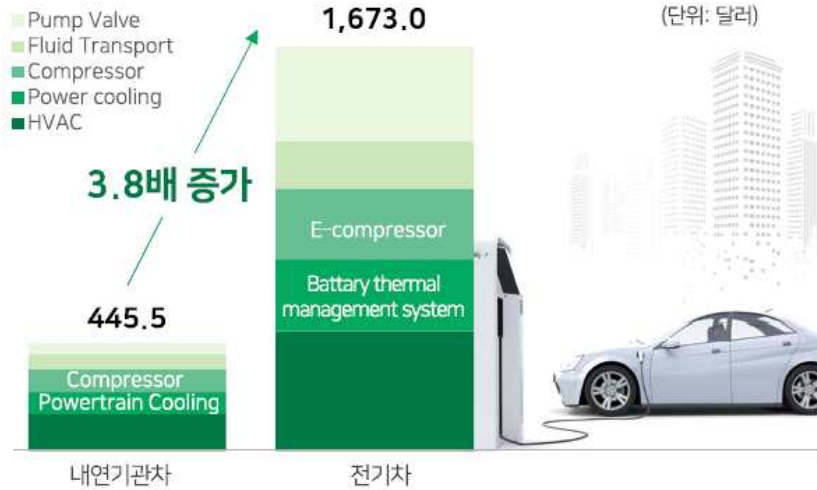 Pump Valve
Fluid Transport
Compressor
Power cooling
HVAC
(단위: 달러)
1,673.0
3.8배 증가
445.5
E-compressor
Battary thermal
management system
Compressor
Powertrain Cooling
내연기관차
전기차